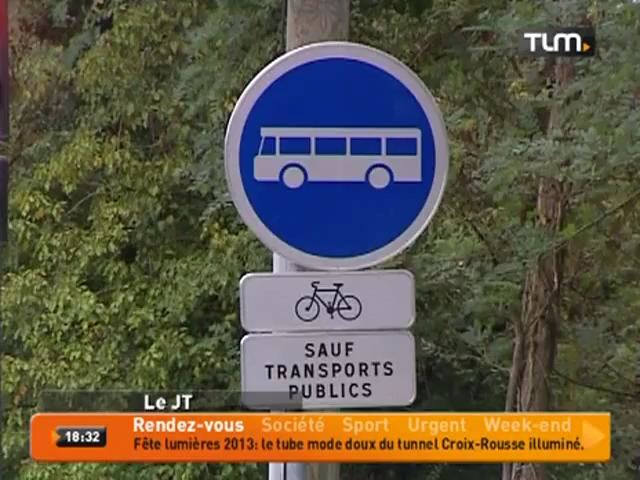 TLM
SAUF
TRANSPORTS
PUBLICS
Le JT
Rendez-vous Société Sport Urgent Week-end
18:32
Fête lumières 2013: le tube mode doux du tunnel Croix-Rousse illuminé.